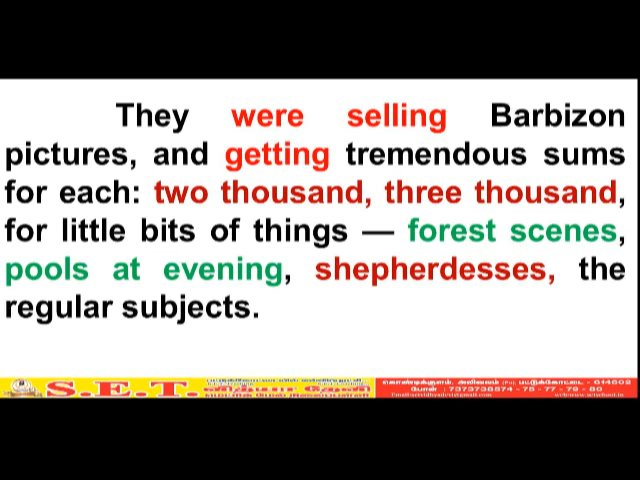 They were selling Barbizon
pictures, and getting tremendous sums
for each: two thousand, three thousand,
for little bits of things — forest scenes,
pools at evening, shepherdesses, the
regular subjects.
S.E.T.